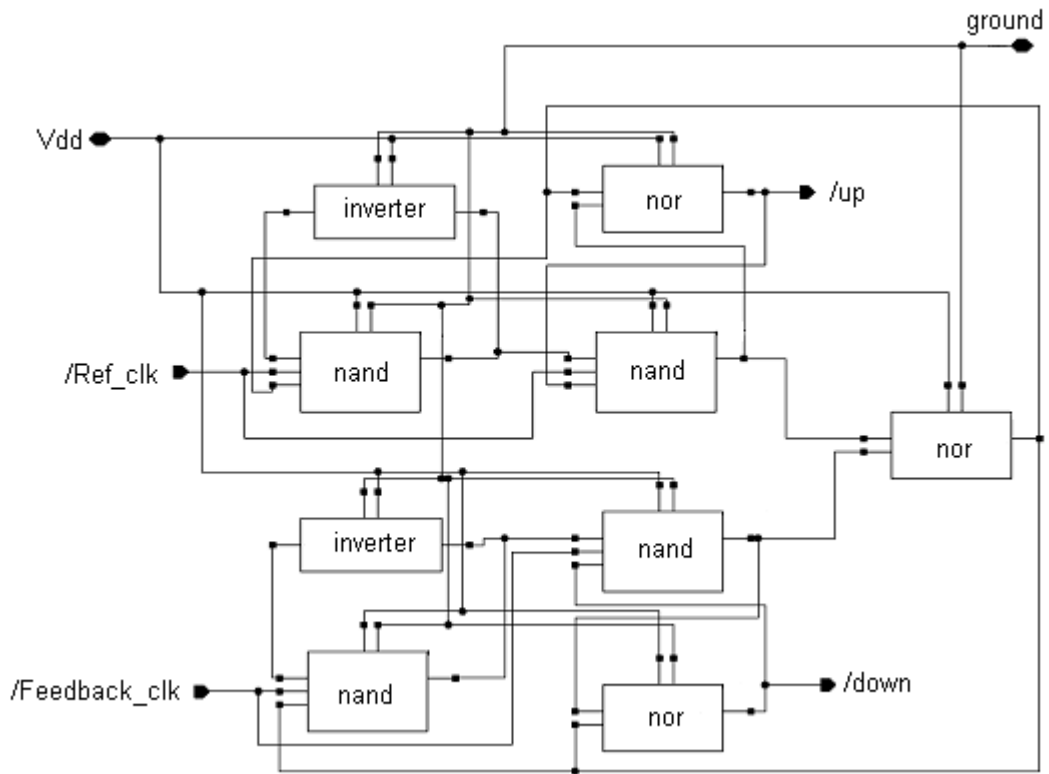 ground
Vdd
inverter
nor
/up
/Ref_clk
nand
nand
nor
inverter
nand
/Feedback_clk
nand
nor
/down